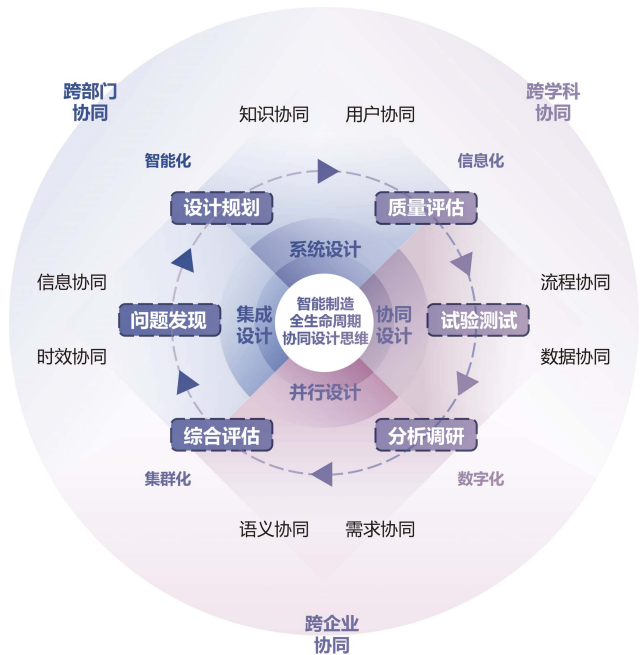 跨部门
协同
跨学科
协同
知识协同
用户协同
智能化
信息化
设计规划
质量评估
系统设计
信息协同
流程协同
问题发现
集成
设计
智能制造
全生命周期
协同设计思维
协同
设计
试验测试
时效协同
数据协同
并行设计
综合评估
分析调研
集群化
数字化
语义协同
需求协同
跨企业
协同